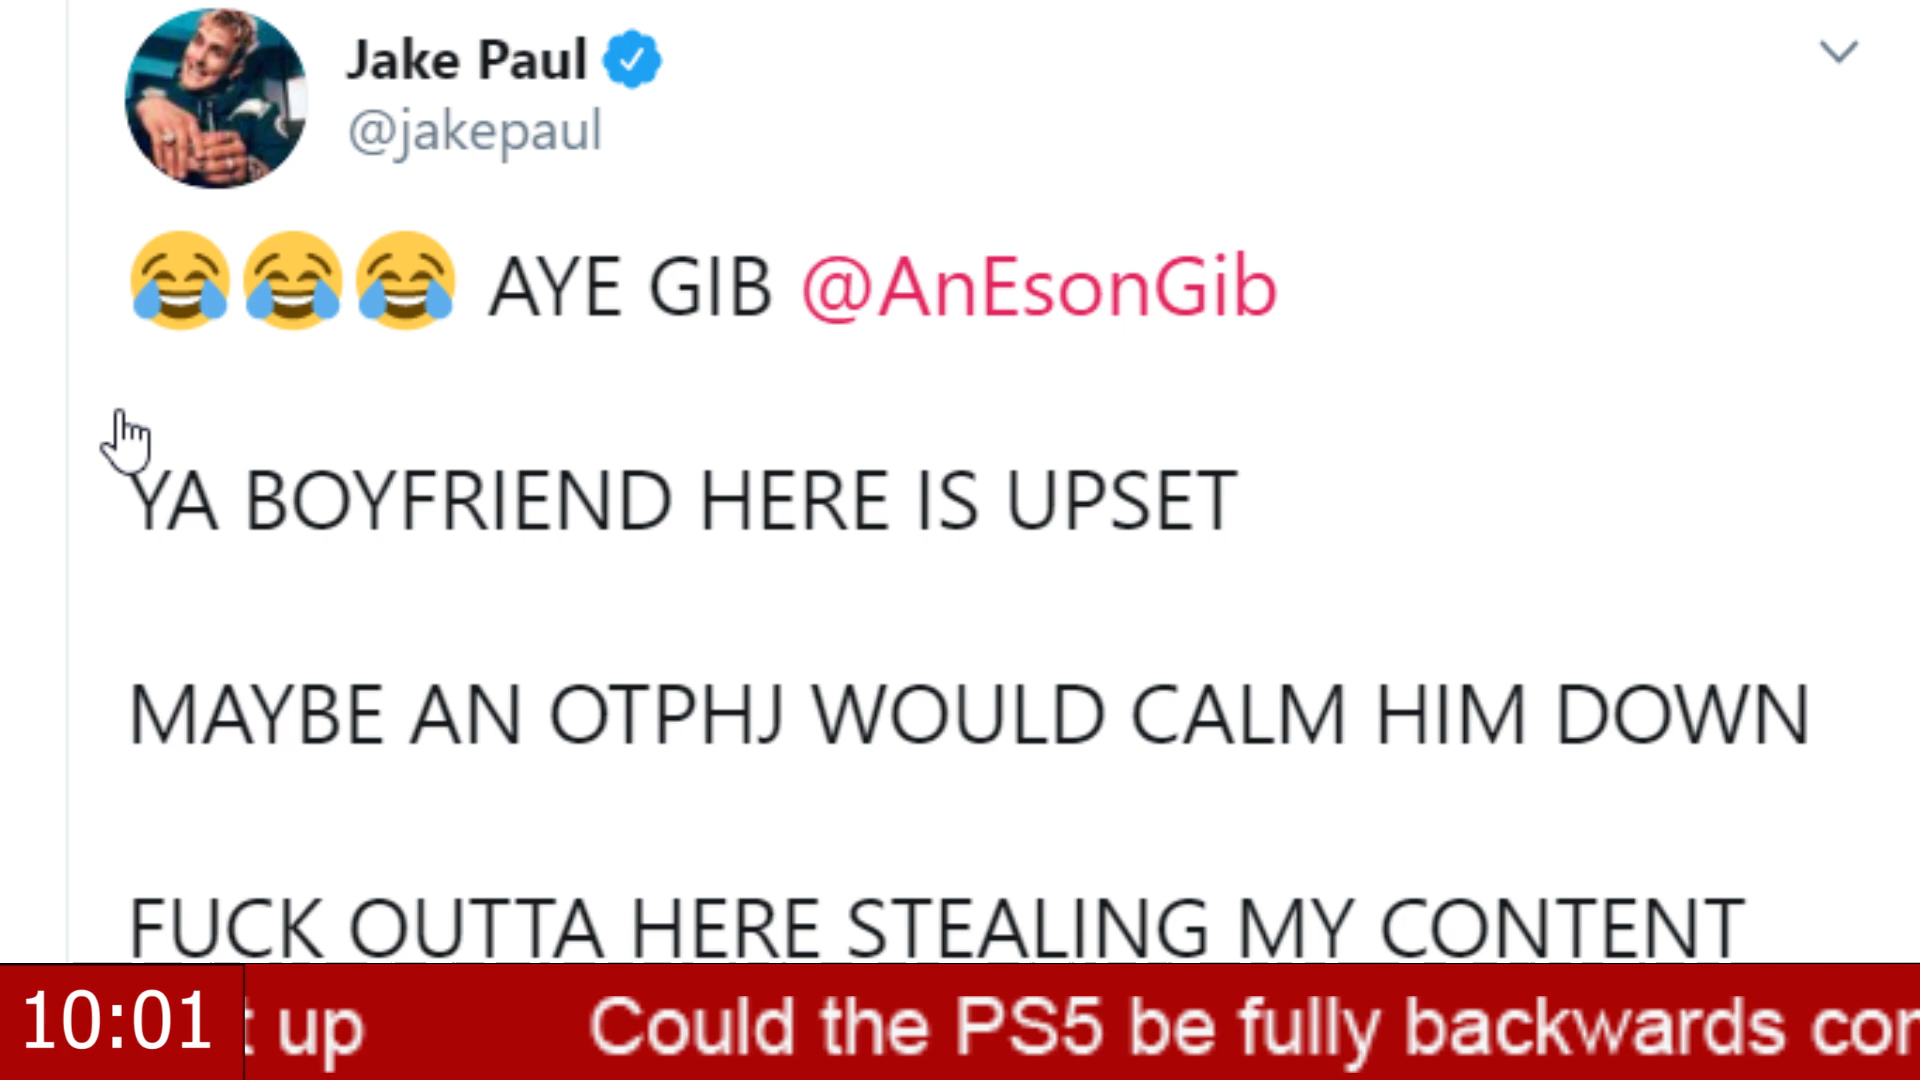 Jake Paul
@jakepaul
😂😂😂 AYE GIB @AnEsonGib
YA BOYFRIEND HERE IS UPSET
MAYBE AN OTPHJ WOULD CALM HIM DOWN
FUCK OUTTA HERE STEALING MY CONTENT
10:01 up Could the PS5 be fully backwards